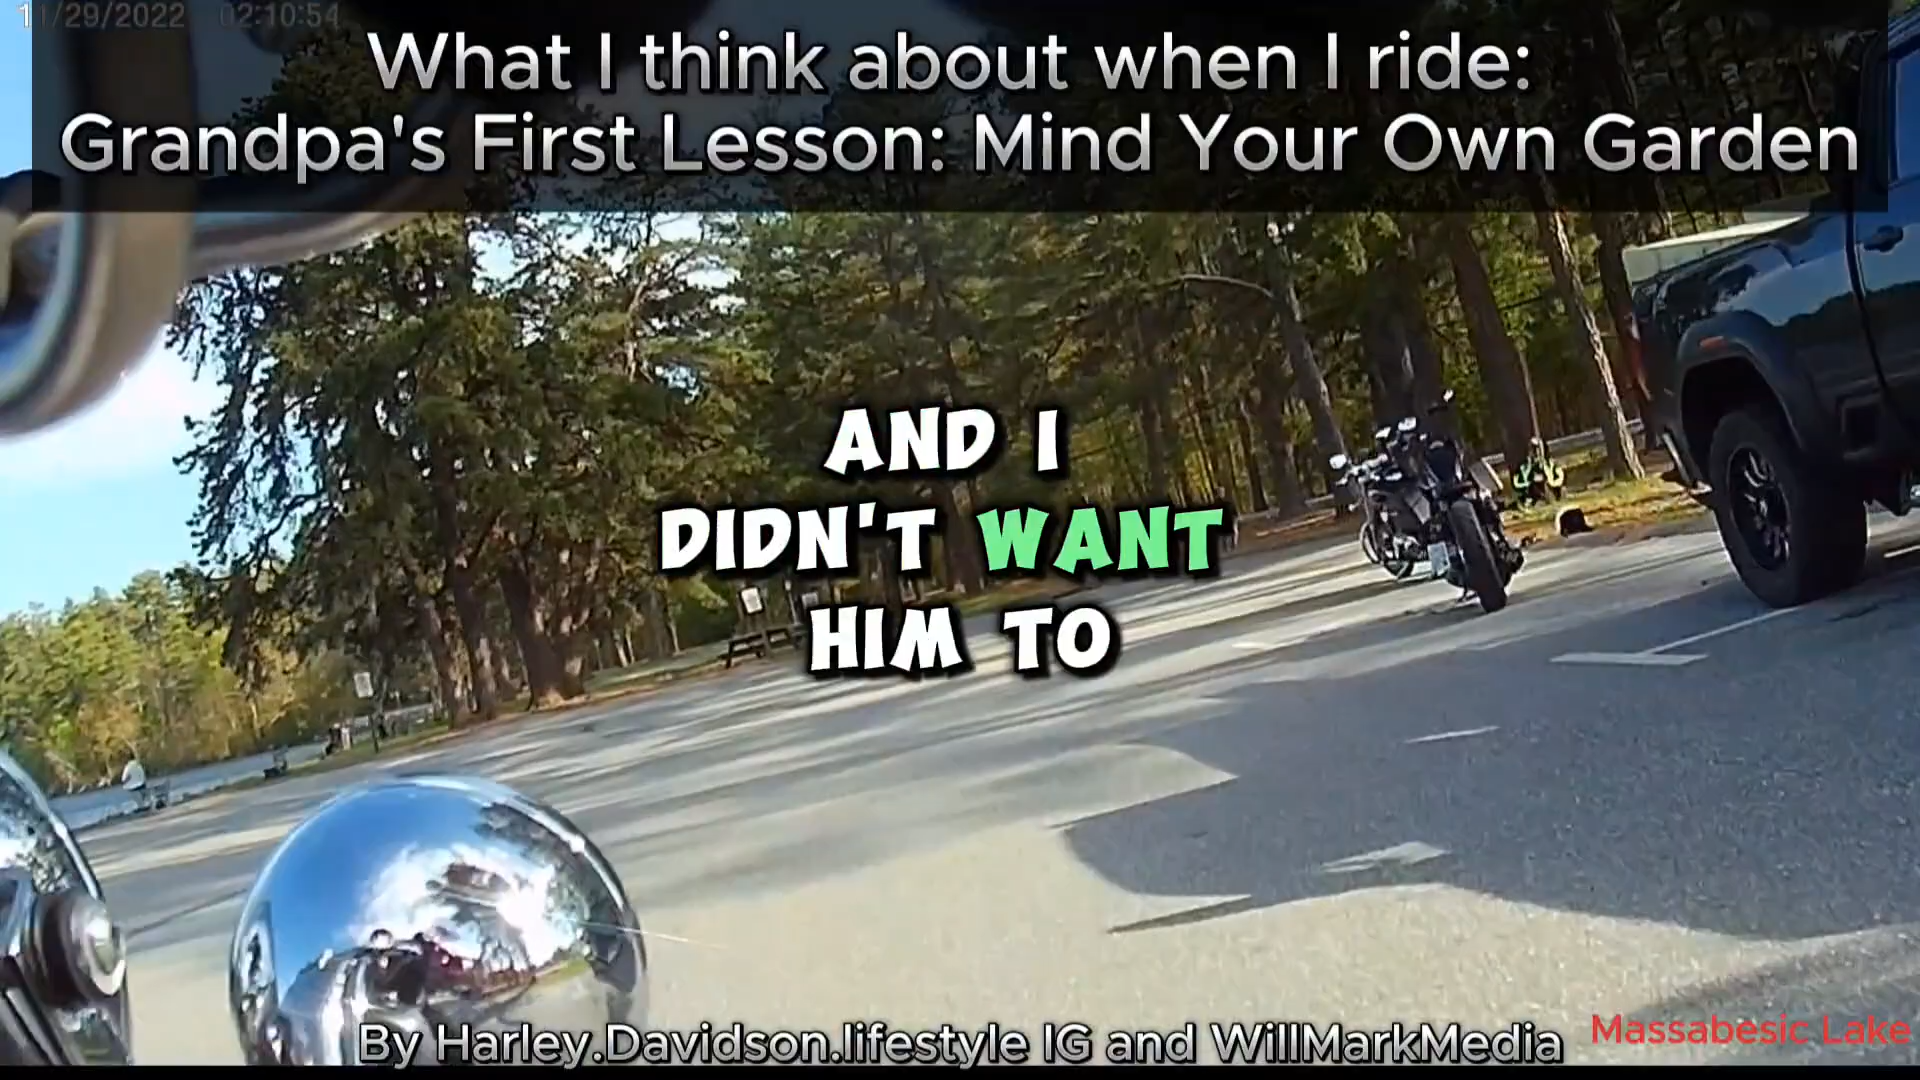 11/29/2022 02:10:54
What I think about when I ride:
Grandpa's First Lesson: Mind Your Own Garden
AND I
DIDN'T WANT
HIM TO
By Harley.Davidson.lifestyle IG and WillMarkMedia
Massabesic Lake